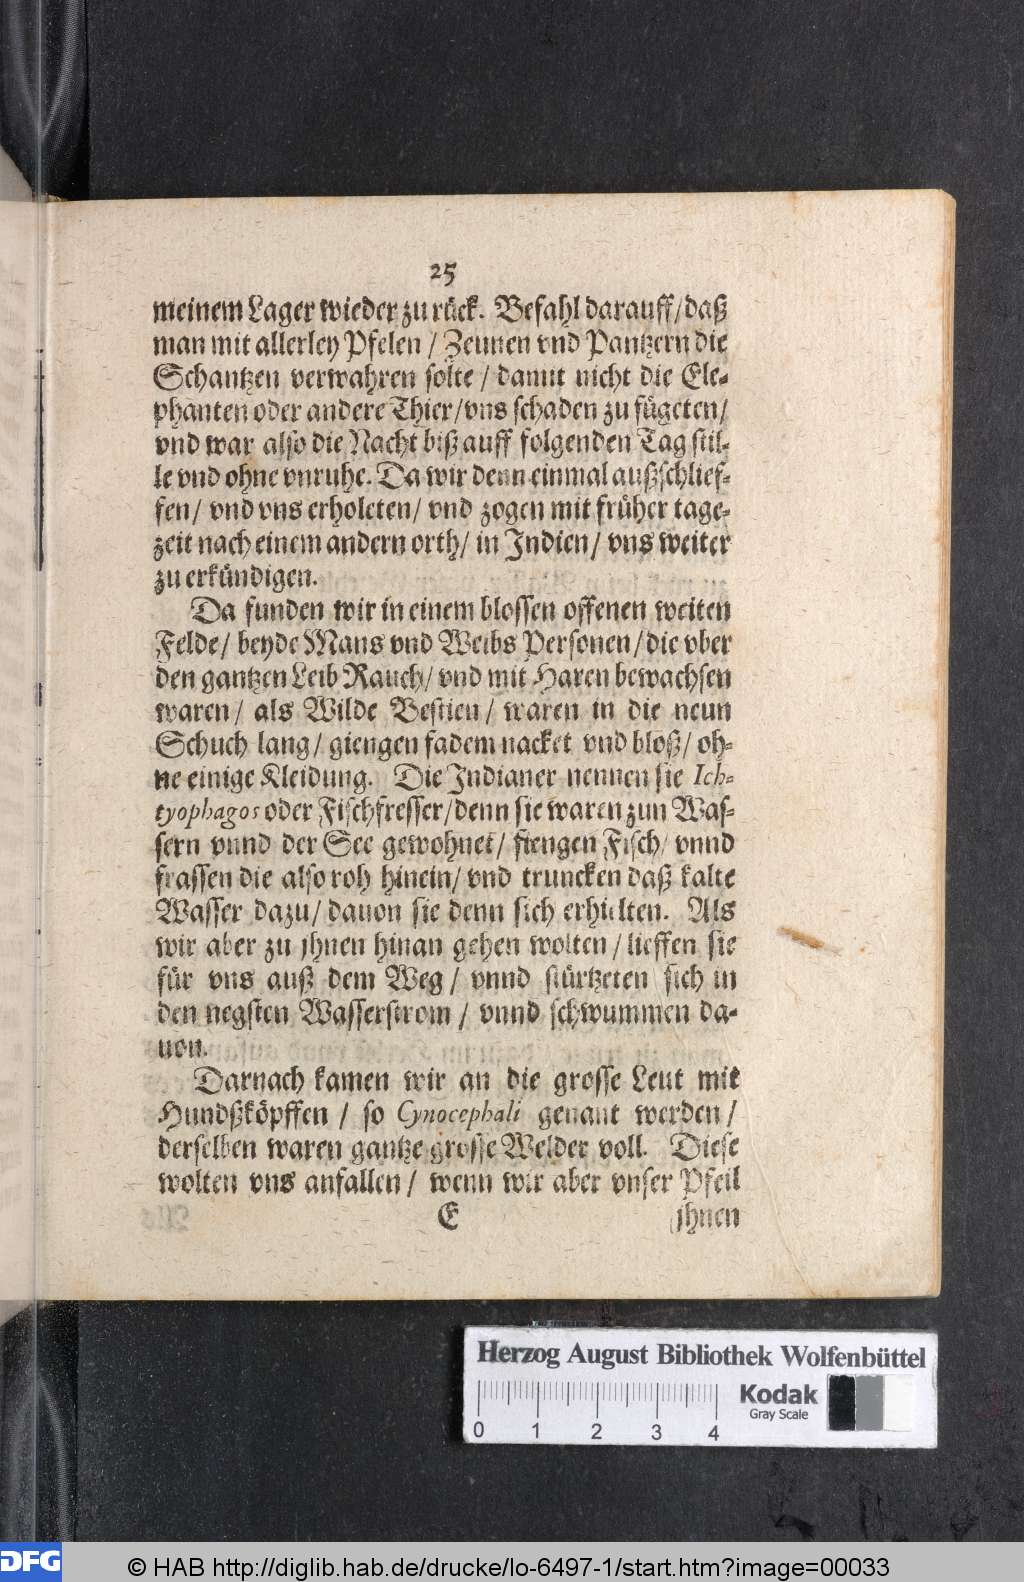 25
meinem Lager wieder zu rück. Befahl darauff/ daß
man mit allerley Pfelen / Zeunen vnd Pantzern die
Schantzen verwahren solte / damit nicht die Ele-
phanten oder andere Thier/ vns schaden zu fügeten/
vnd war also die Nacht biß auff folgenden Tag stil-
le vnd ohne vnruhe. Da wir denn einmal außschlief-
fen/ vnd vns erholeten/ vnd zogen mit früher tage-
zeit nach einem andern orth/ in Indien/ vns weiter
zu erkündigen.
Da funden wir in einem blossen offenen weiten
Felde/ beyde Mans vnd Weibs Personen/ die vber
den gantzen Leib Rauch/ vnd mit Haren bewachsen
waren/ als Wilde Bestien/ waren in die neun
Schuch lang/ giengen fadem nacket vnd bloß/ oh-
ne einige Kleidung. Die Indianer nennen sie Ich-
tyophagos oder Fischfresser/ denn sie waren zun Was-
sern vnnd der See gewohnet/ fiengen Fisch/ vnnd
frassen die also roh hinein/ vnd truncken daß kalte
Wasser dazu/ dauon sie denn sich erhielten. Als
wir aber zu jhnen hinan gehen wolten/ lieffen sie
für vns auß dem Weg/ vnnd stürtzeten sich in
den negsten Wasserstrom / vnnd schwummen da-
uon.
Darnach kamen wir an die grosse Leut mit
Hundßköpffen / so Cynocephali genant werden/
derselben waren gantze grosse Welder voll. Diese
wolten vns anfallen/ wenn wir aber vnser Pfeil
E jhnen
Herzog August Bibliothek Wolfenbüttel
Kodak
Gray Scale
0 1 2 3 4
DFG © HAB http://diglib.hab.de/drucke/lo-6497-1/start.htm?image=00033